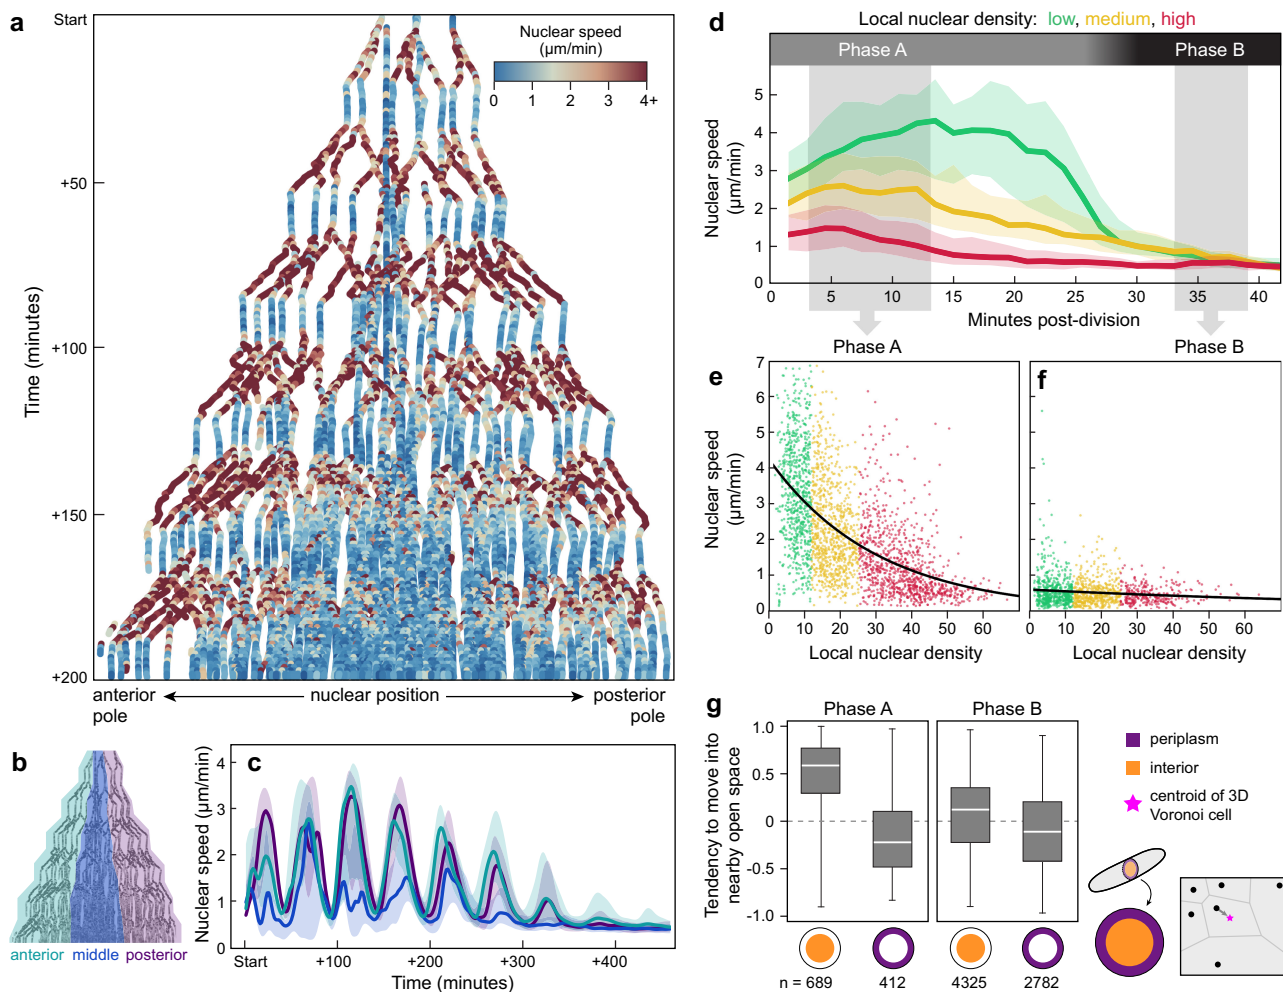 a
Start
Nuclear speed
(μm/min)
0 1 2 3 4+
+50
+100
+150
+200
Time (minutes)
anterior
pole
nuclear position
posterior
pole
b
anterior middle posterior
c
Nuclear speed (μm/min)
4
3
2
1
0
Start +100 +200 +300 +400
Time (minutes)
d
Local nuclear density: low, medium, high
Phase A
Phase B
Nuclear speed
(μm/min)
5
4
3
2
1
0
0 5 10 15 20 25 30 35 40
Minutes post-division
Phase A
Phase B
e
Nuclear speed
(μm/min)
7
6
5
4
3
2
1
0
0 10 20 30 40 50 60
Local nuclear density
f
0 10 20 30 40 50 60
Local nuclear density
g
Phase A
Phase B
Tendency to move into
nearby open space
1.0
0.5
0
-0.5
-1.0
n = 689 412 4325 2782
periplasm
interior
centroid of 3D
Voronoi cell